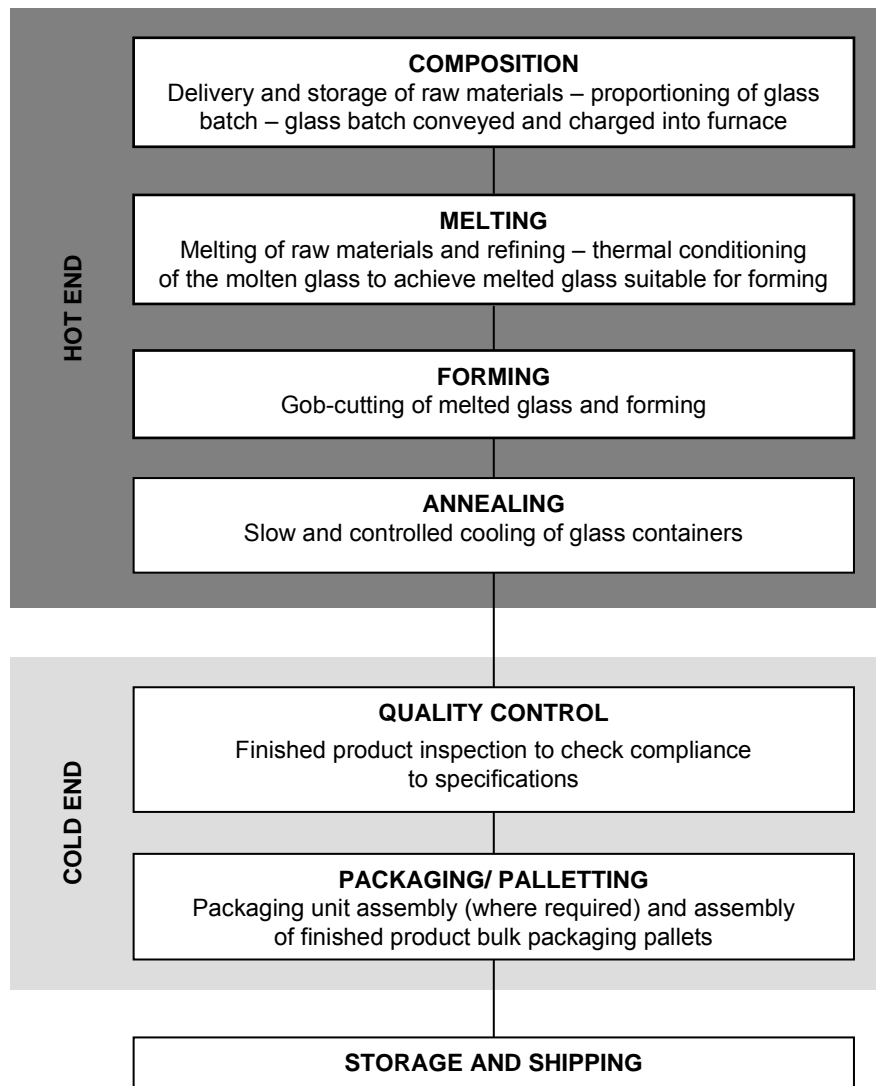 HOT END
COMPOSITION
Delivery and storage of raw materials – proportioning of glass
batch – glass batch conveyed and charged into furnace
MELTING
Melting of raw materials and refining – thermal conditioning
of the molten glass to achieve melted glass suitable for forming
FORMING
Gob-cutting of melted glass and forming
ANNEALING
Slow and controlled cooling of glass containers
COLD END
QUALITY CONTROL
Finished product inspection to check compliance
to specifications
PACKAGING/ PALLETTING
Packaging unit assembly (where required) and assembly
of finished product bulk packaging pallets
STORAGE AND SHIPPING